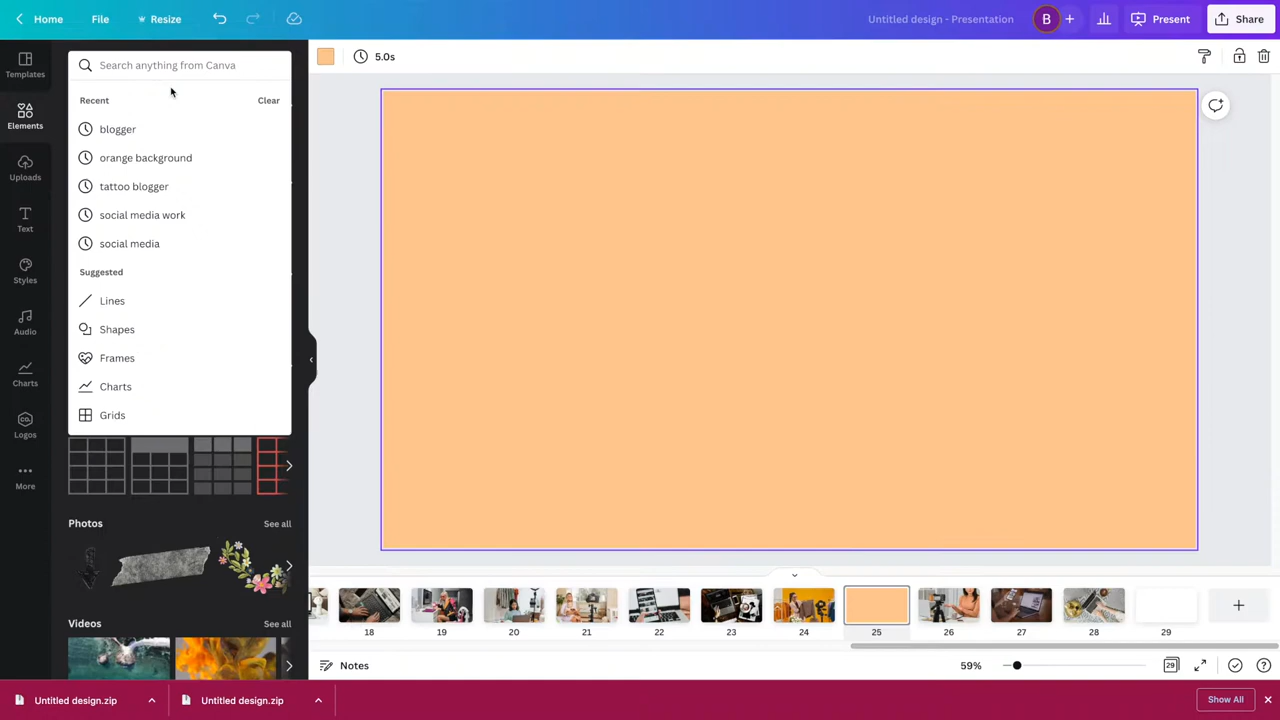 Home
File
Resize
Untitled design - Presentation
B
Present
Share
Templates
Elements
Uploads
Text
Styles
Audio
Charts
Logos
CO.
More
Search anything from Canva
Recent
Clear
blogger
orange background
tattoo blogger
social media work
social media
Suggested
Lines
Shapes
Frames
Charts
Grids
Photos
See all
Videos
See all
5.0s
18
19
20
21
22
23
24
25
26
27
28
29
Notes
59%
29
Untitled design.zip
Untitled design.zip
Show All